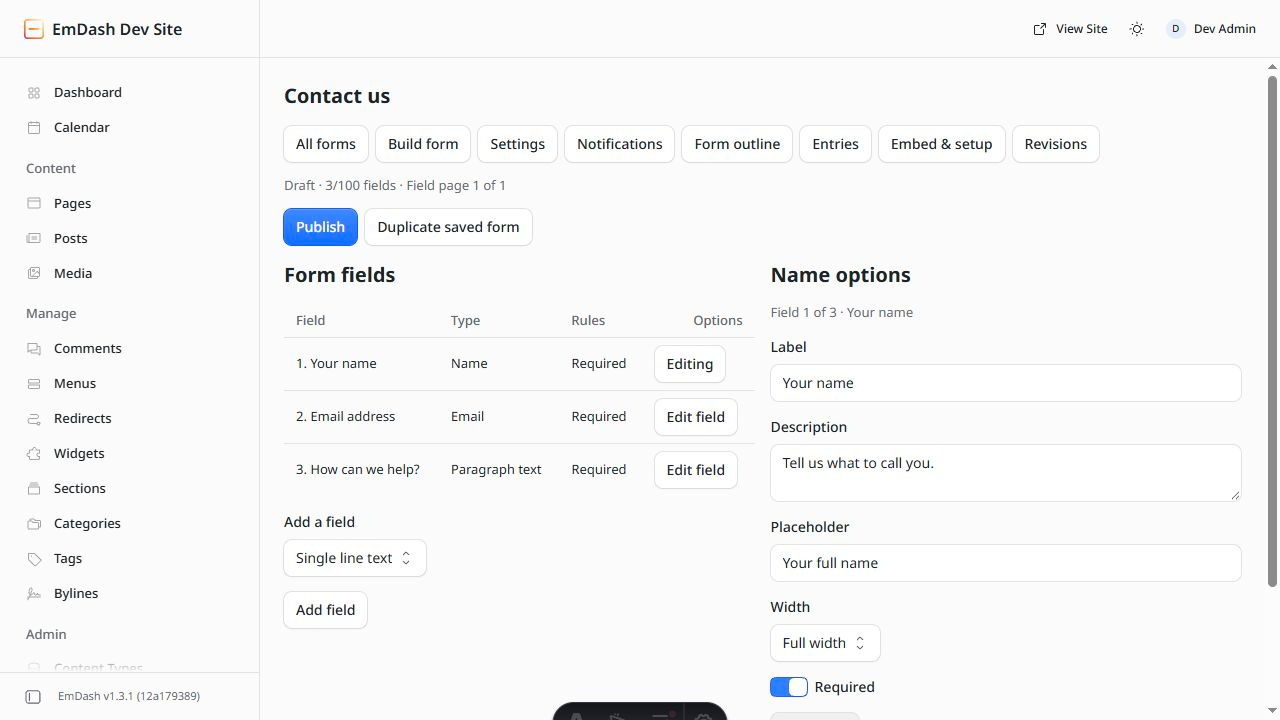 EmDash Dev Site
View Site
D
Dev Admin
Dashboard
Calendar
Content
Pages
Posts
Media
Manage
Comments
Menus
Redirects
Widgets
Sections
Categories
Tags
Bylines
Admin
Content Types
EmDash v1.3.1 (12a179389)
Contact us
All forms
Build form
Settings
Notifications
Form outline
Entries
Embed & setup
Revisions
Draft · 3/100 fields · Field page 1 of 1
Publish
Duplicate saved form
Form fields
Field Type Rules Options
1. Your name Name Required Editing
2. Email address Email Required Edit field
3. How can we help? Paragraph text Required Edit field
Add a field
Single line text
Add field
Name options
Field 1 of 3 · Your name
Label
Your name
Description
Tell us what to call you.
Placeholder
Your full name
Width
Full width
Required